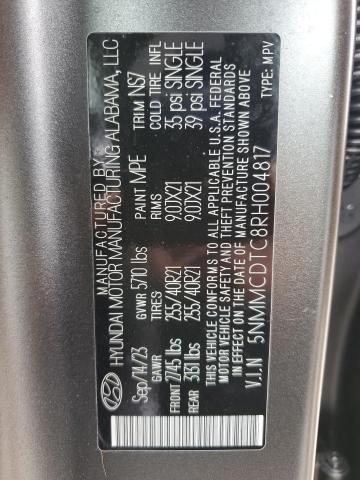 MANUFACTURED BY
HYUNDAI MOTOR MANUFACTURING ALABAMA, LLC
Sep/14/23 GVWR 5710 lbs PAINT MPE TRIM NS7
GAWR TIRES RIMS COLD TIRE INFL
FRONT 2745 lbs 255/40R21 9.0JX21 35 psi SINGLE
REAR 3131 lbs 255/40R21 9.0JX21 39 psi SINGLE
THIS VEHICLE CONFORMS TO ALL APPLICABLE U.S.A. FEDERAL
MOTOR VEHICLE SAFETY AND THEFT PREVENTION STANDARDS
IN EFFECT ON THE DATE OF MANUFACTURE SHOWN ABOVE
V.I.N 5NMMCDTC8RH004817 TYPE: MPV